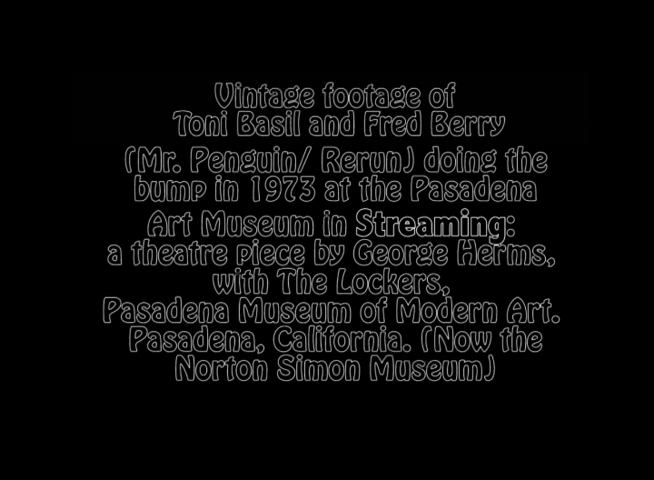 Vintage footage of
Toni Basil and Fred Berry
(Mr. Penguin/ Rerun) doing the
bump in 1973 at the Pasadena
Art Museum in Streaming:
a theatre piece by George Herms,
with The Lockers,
Pasadena Museum of Modern Art.
Pasadena, California. (Now the
Norton Simon Museum)